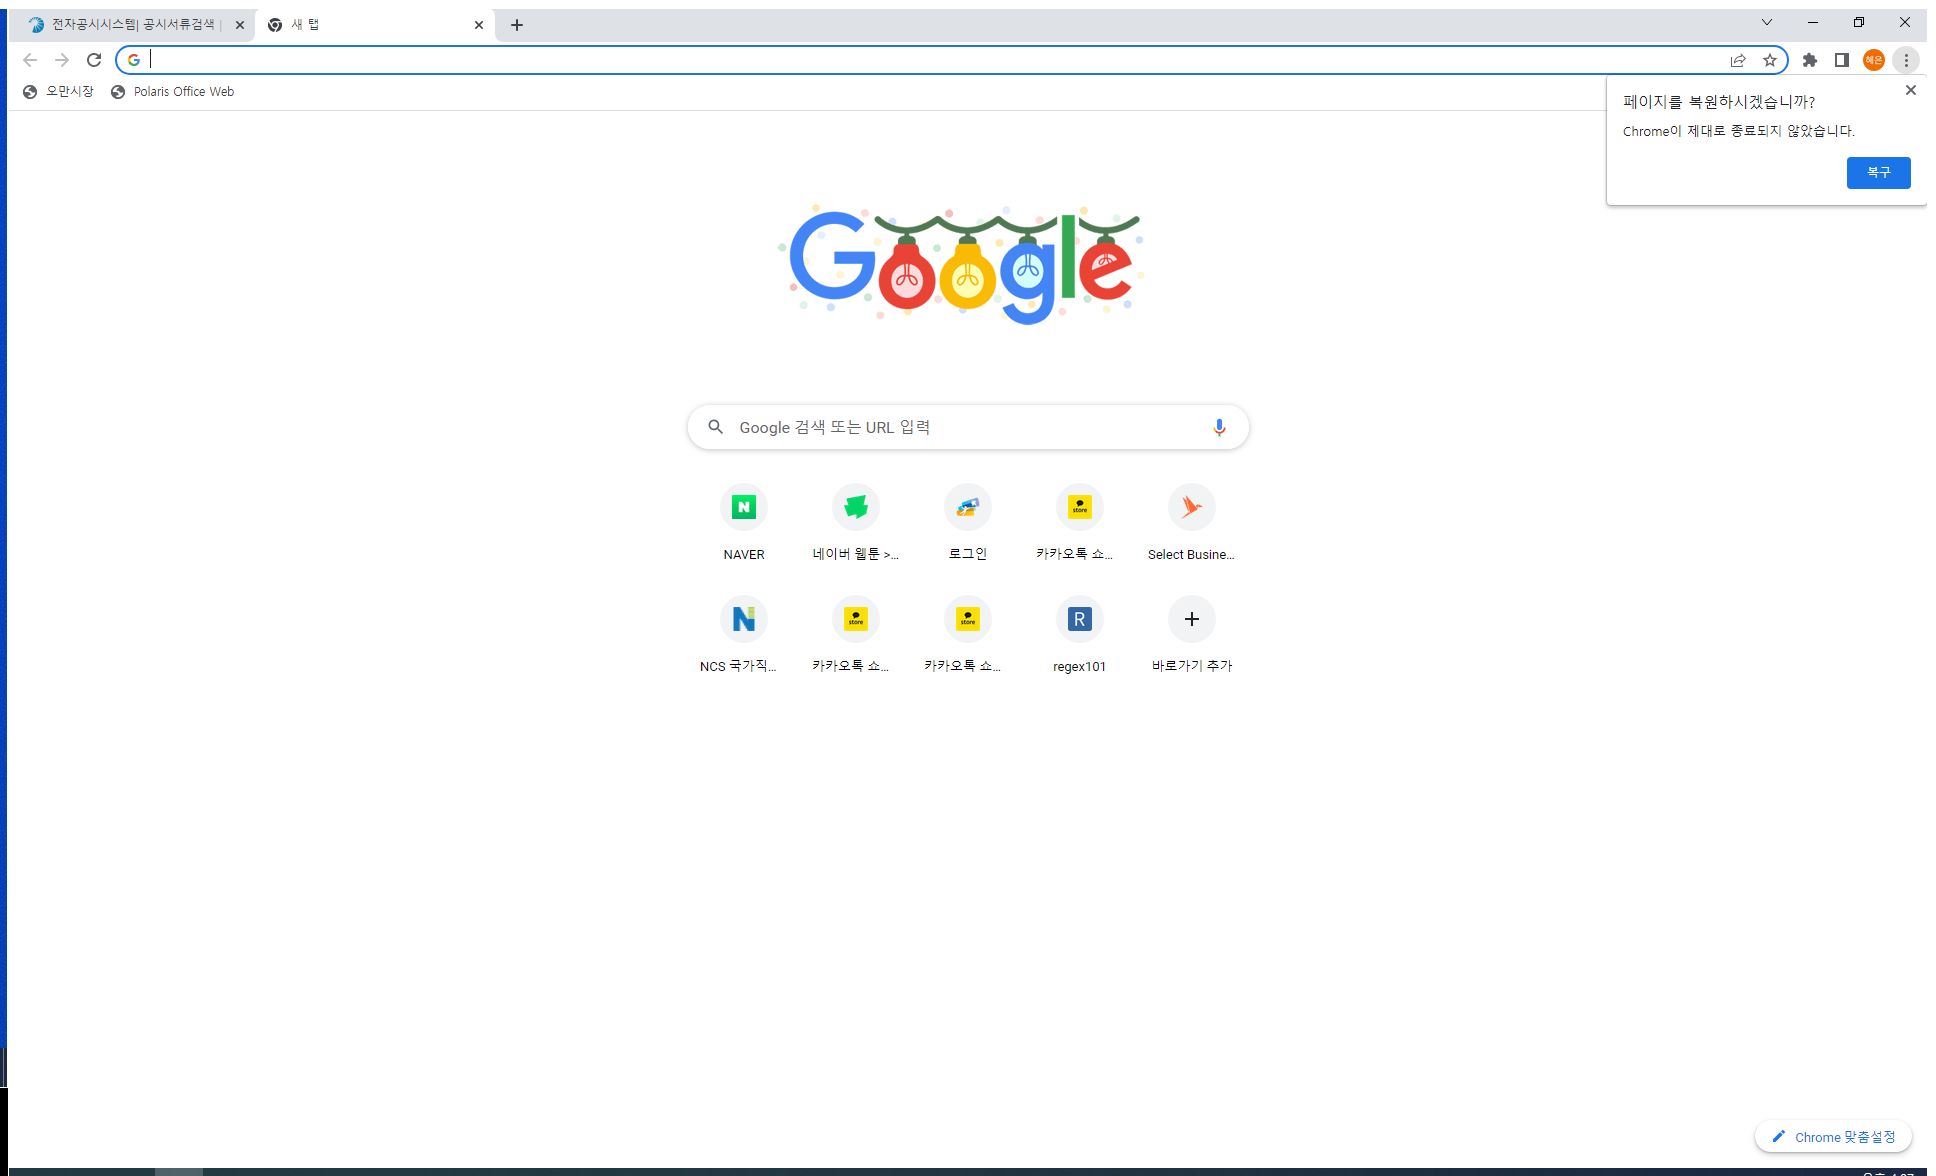 전자공시시스템| 공시서류검색 |
새 탭
혜은
오만시장
Polaris Office Web
페이지를 복원하시겠습니까?
Chrome이 제대로 종료되지 않았습니다.
복구
Google
Google 검색 또는 URL 입력
NAVER
네이버 웹툰 >...
로그인
store
카카오톡 쇼...
Select Busine...
NCS 국가직...
store
카카오톡 쇼...
store
카카오톡 쇼...
R
regex101
바로가기 추가
Chrome 맞춤설정